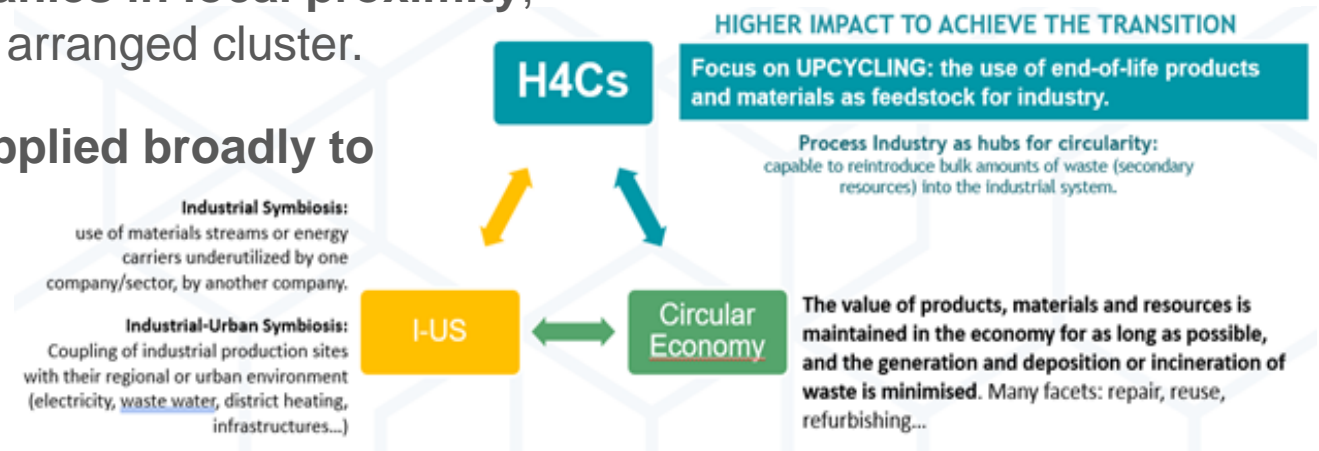 in local proximity,
arranged cluster.
broadly to
HIGHER IMPACT TO ACHIEVE THE TRANSITION
H4Cs
Focus on UPCYCLING: the use of end-of-life products
and materials as feedstock for industry.
Process Industry as hubs for circularity:
capable to reintroduce bulk amounts of waste (secondary
resources) into the industrial system.
Industrial Symbiosis:
use of materials streams or energy
carriers underutilized by one
company/sector, by another company.
Industrial-Urban Symbiosis:
Coupling of industrial production sites
with their regional or urban environment
(electricity, waste water, district heating,
infrastructures...)
I-US
Circular
Economy
The value of products, materials and resources is
maintained in the economy for as long as possible,
and the generation and deposition or incineration of
waste is minimised. Many facets: repair, reuse,
refurbishing...